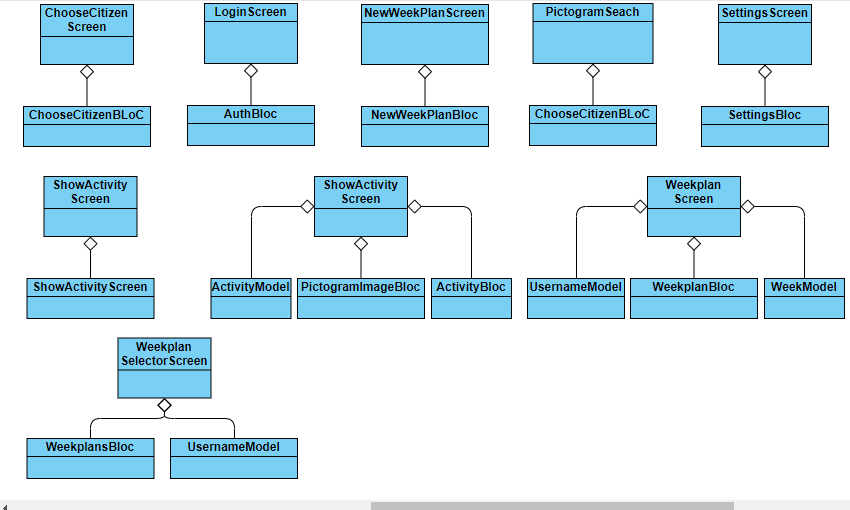 ChooseCitizen
Screen
LoginScreen
NewWeekPlanScreen
PictogramSeach
SettingsScreen
ChooseCitizenBLoC
AuthBloc
NewWeekPlanBloc
ChooseCitizenBLoC
SettingsBloc
ShowActivity
Screen
ShowActivity
Screen
Weekplan
Screen
ShowActivityScreen
ActivityModel
PictogramImageBloc
ActivityBloc
UsernameModel
WeekplanBloc
WeekModel
Weekplan
SelectorScreen
WeekplansBloc
UsernameModel